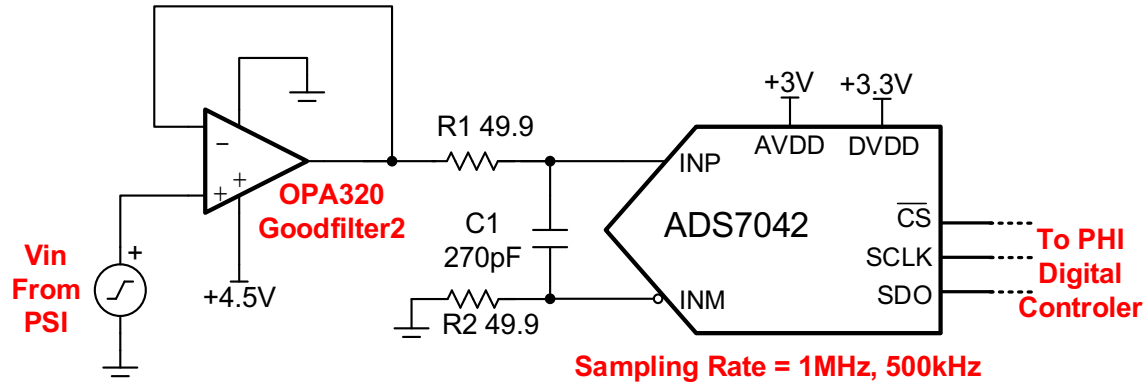 +3V
+3.3V
R1 49.9
AVDD
DVDD
−
INP
+
+
OPA320
Goodfilter2
C1
270pF
ADS7042
CS
SCLK
SDO
To PHI
Digital
Controler
Vin
From
PSI
+
+4.5V
INM
R2 49.9
Sampling Rate = 1MHz, 500kHz